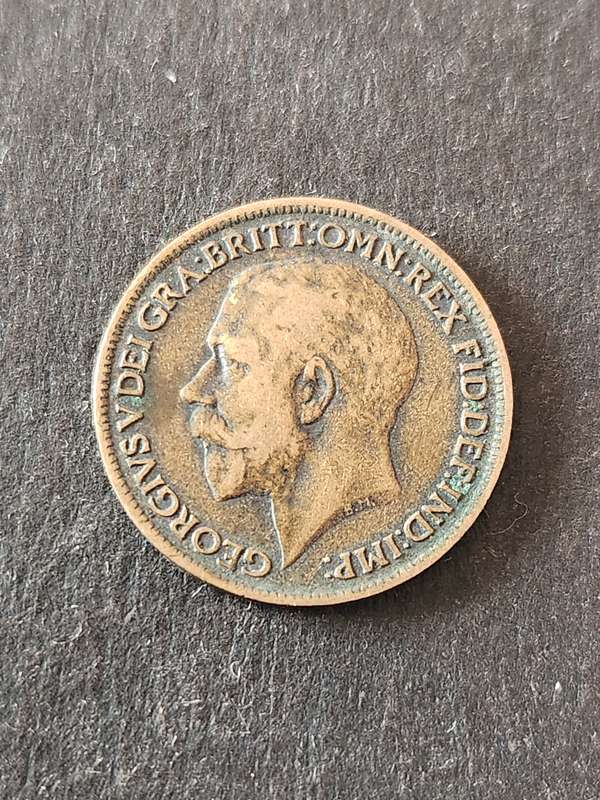 GEORGIVS V DEI GRA:BRITT:OMN:REX FID:DEF:IND:IMP:
B.M.